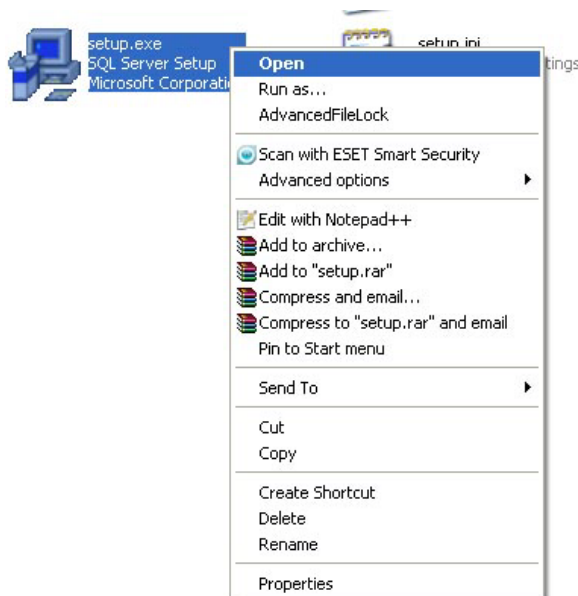 setup.exe
SQL Server Setup
Microsoft Corporati
setup.ini
tings
Open
Run as...
AdvancedFileLock
Scan with ESET Smart Security
Advanced options
Edit with Notepad++
Add to archive...
Add to "setup.rar"
Compress and email...
Compress to "setup.rar" and email
Pin to Start menu
Send To
Cut
Copy
Create Shortcut
Delete
Rename
Properties